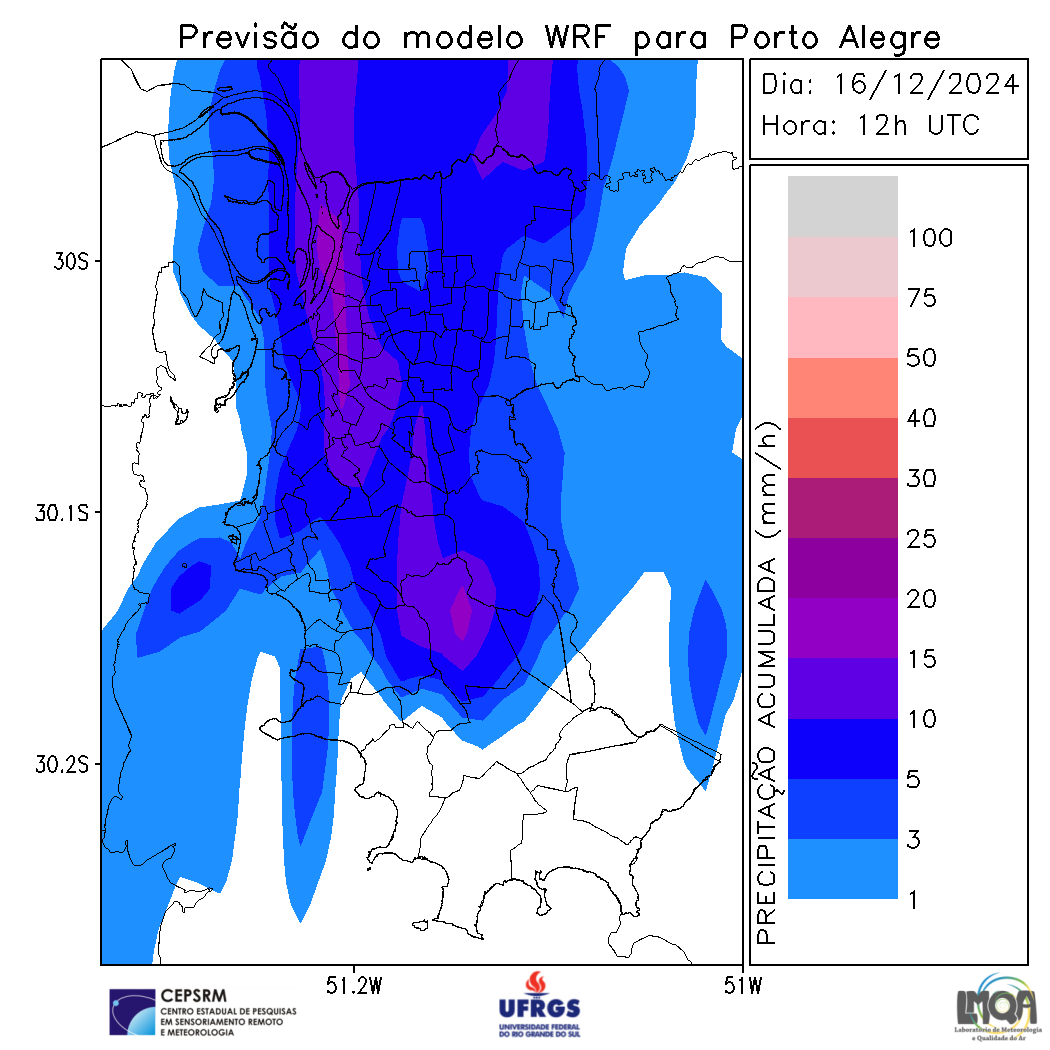 Previsão do modelo WRF para Porto Alegre
Dia: 16/12/2024
Hora: 12h UTC
30S
30.1S
30.2S
51.2W
51W
PRECIPITAÇÃO ACUMULADA (mm/h)
100
75
50
40
30
25
20
15
10
5
3
1
CEPSRM
CENTRO ESTADUAL DE PESQUISAS
EM SENSORIAMENTO REMOTO
E METEOROLOGIA
UFRGS
UNIVERSIDADE FEDERAL
DO RIO GRANDE DO SUL
LMQA
Laboratório de Meteorologia
e Qualidade do Ar